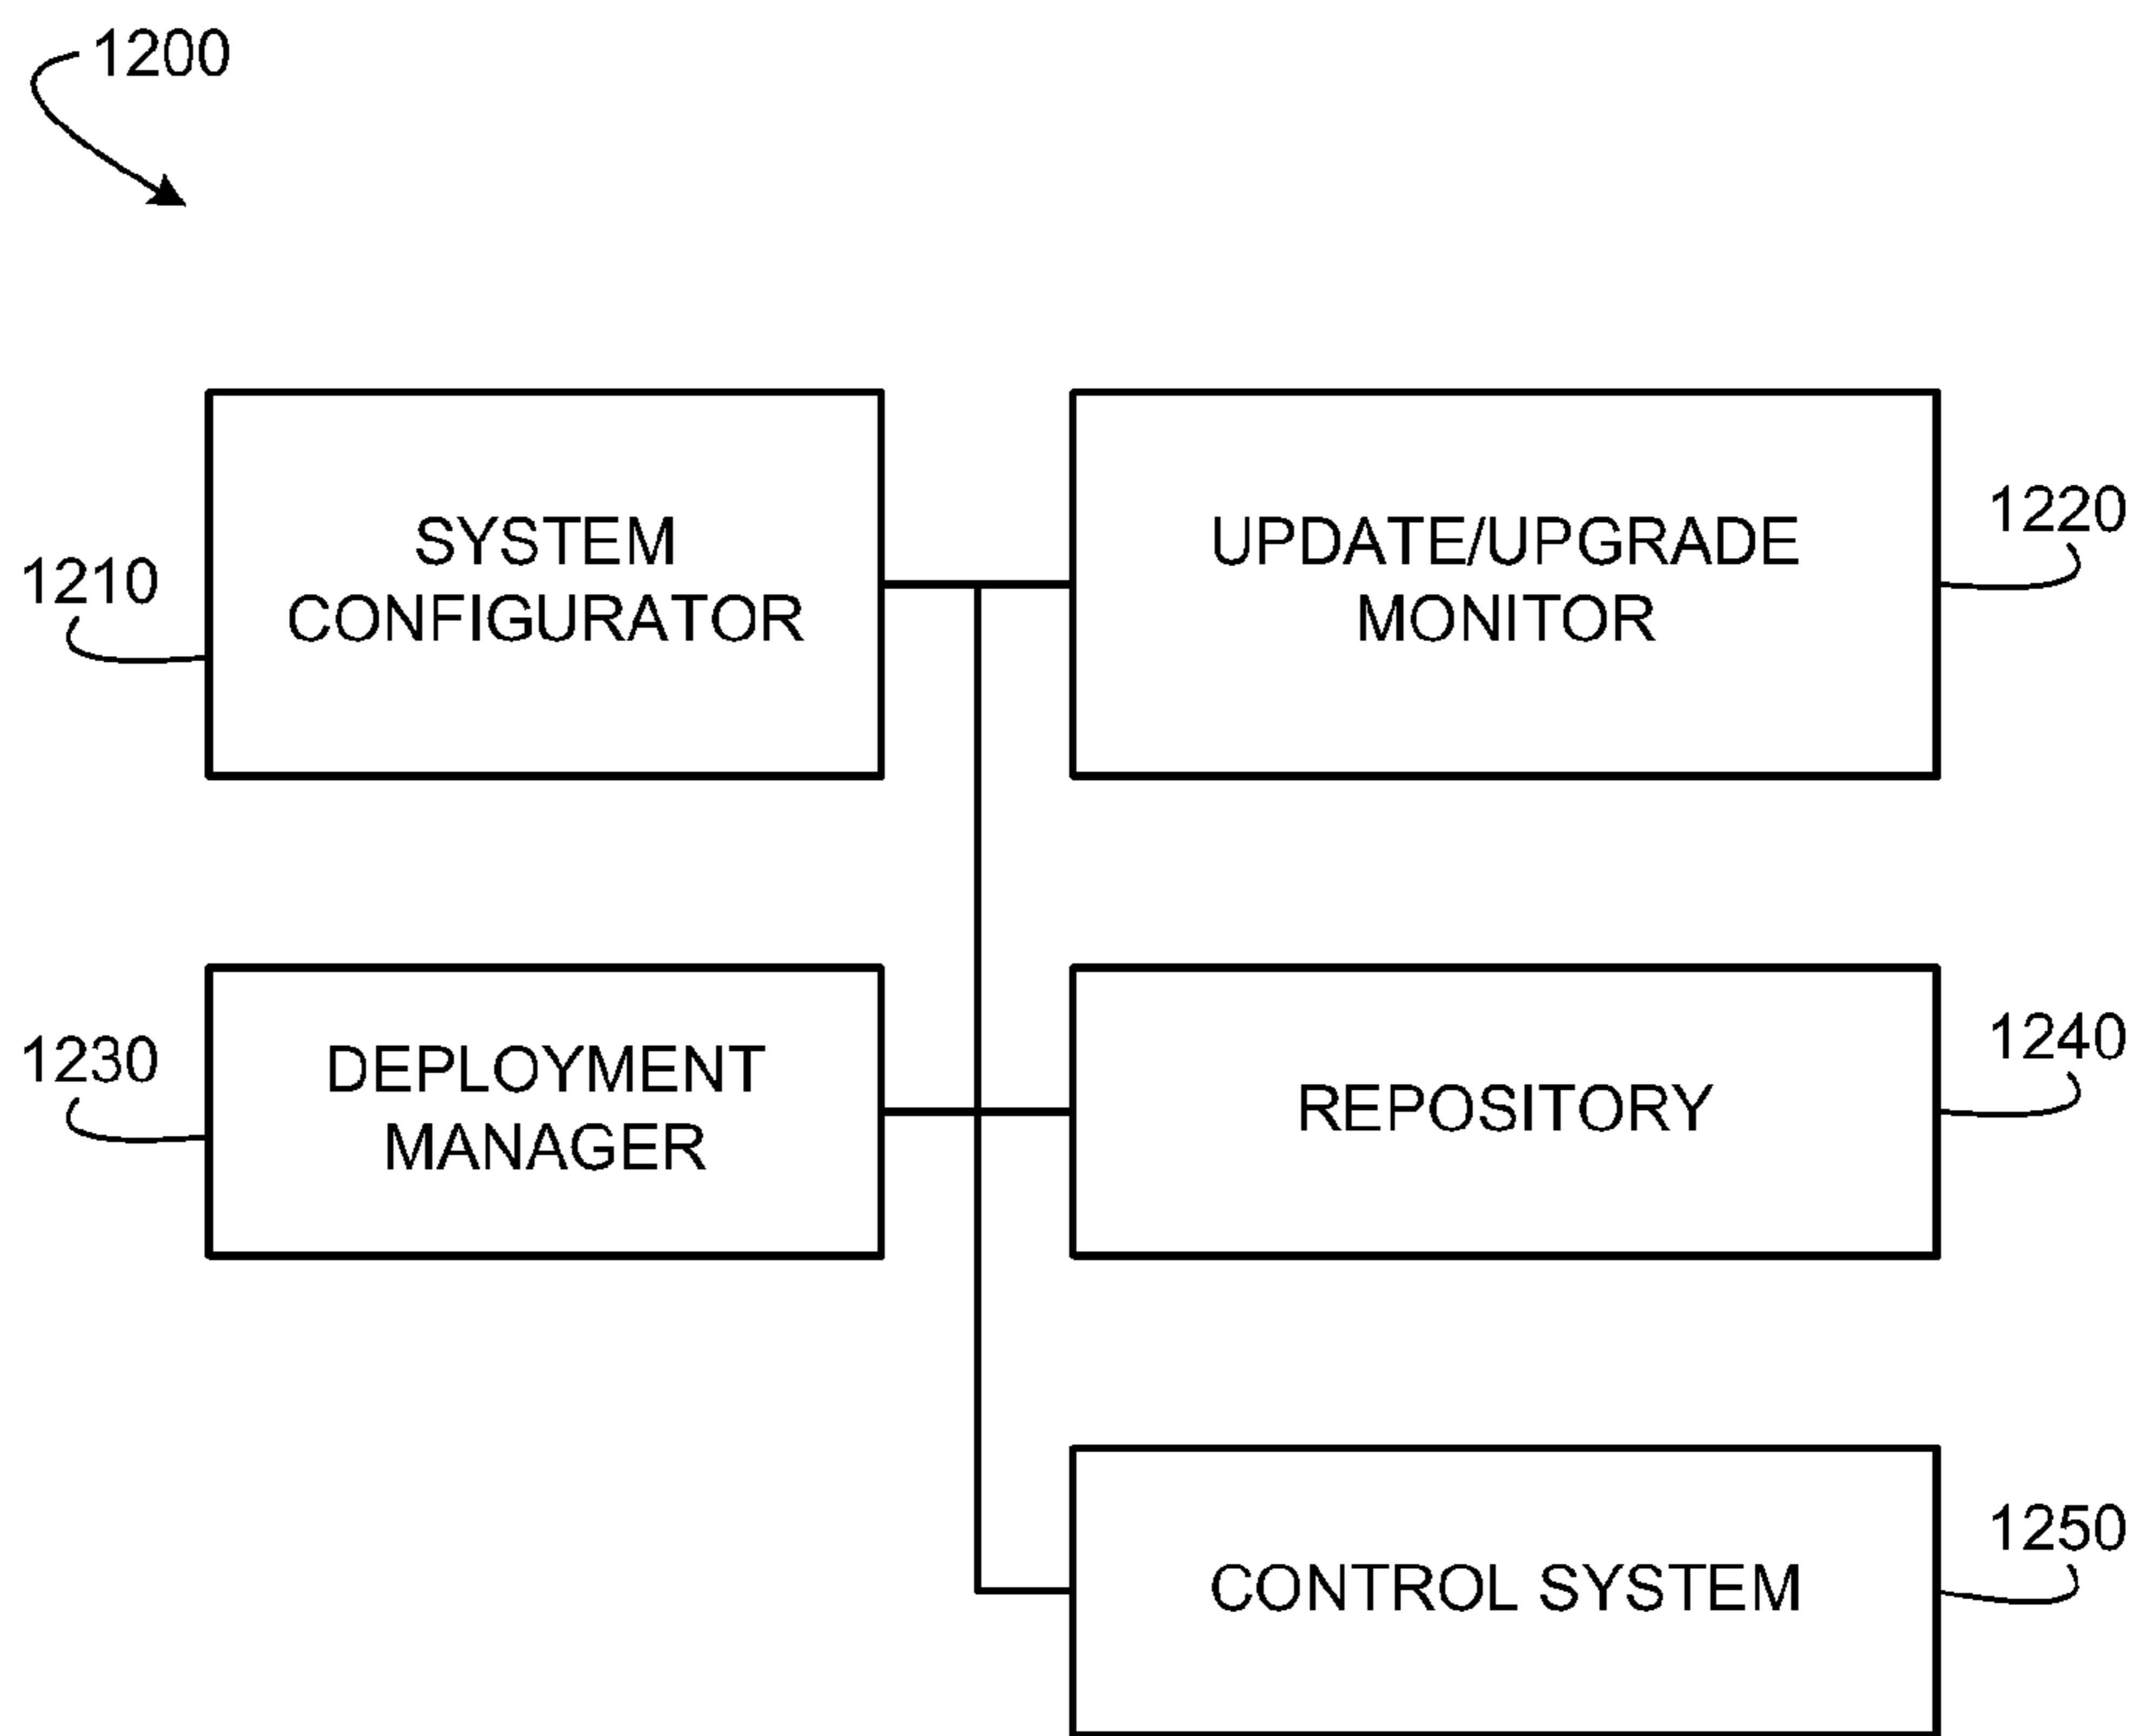 1200
SYSTEM
CONFIGURATOR
1210
UPDATE/UPGRADE
MONITOR
1220
DEPLOYMENT
MANAGER
1230
REPOSITORY
1240
CONTROL SYSTEM
1250